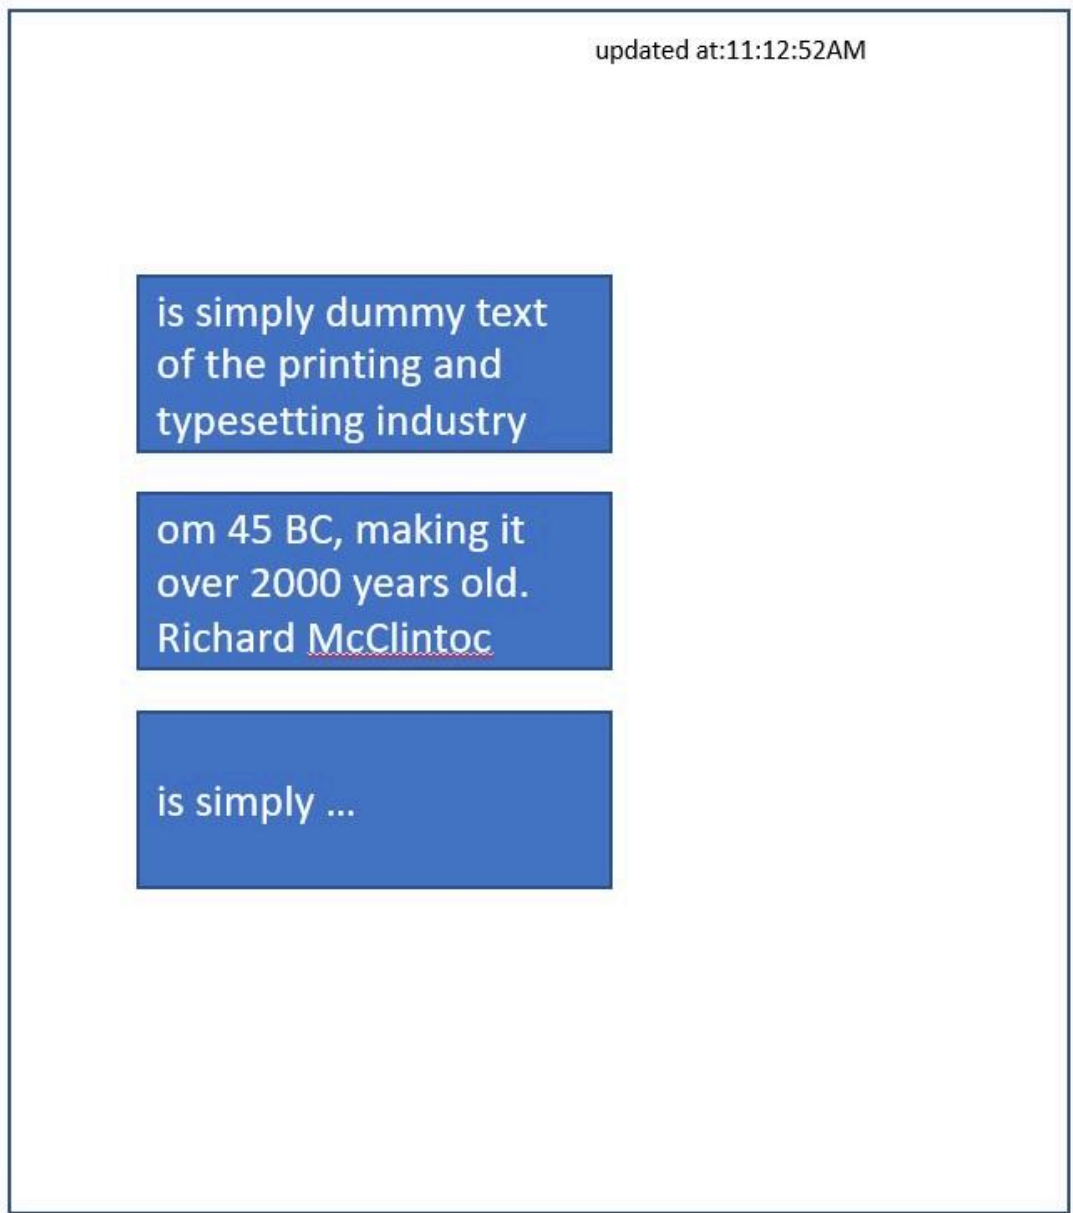 updated at:11:12:52AM
is simply dummy text
of the printing and
typesetting industry
om 45 BC, making it
over 2000 years old.
Richard McClintoc
is simply ...